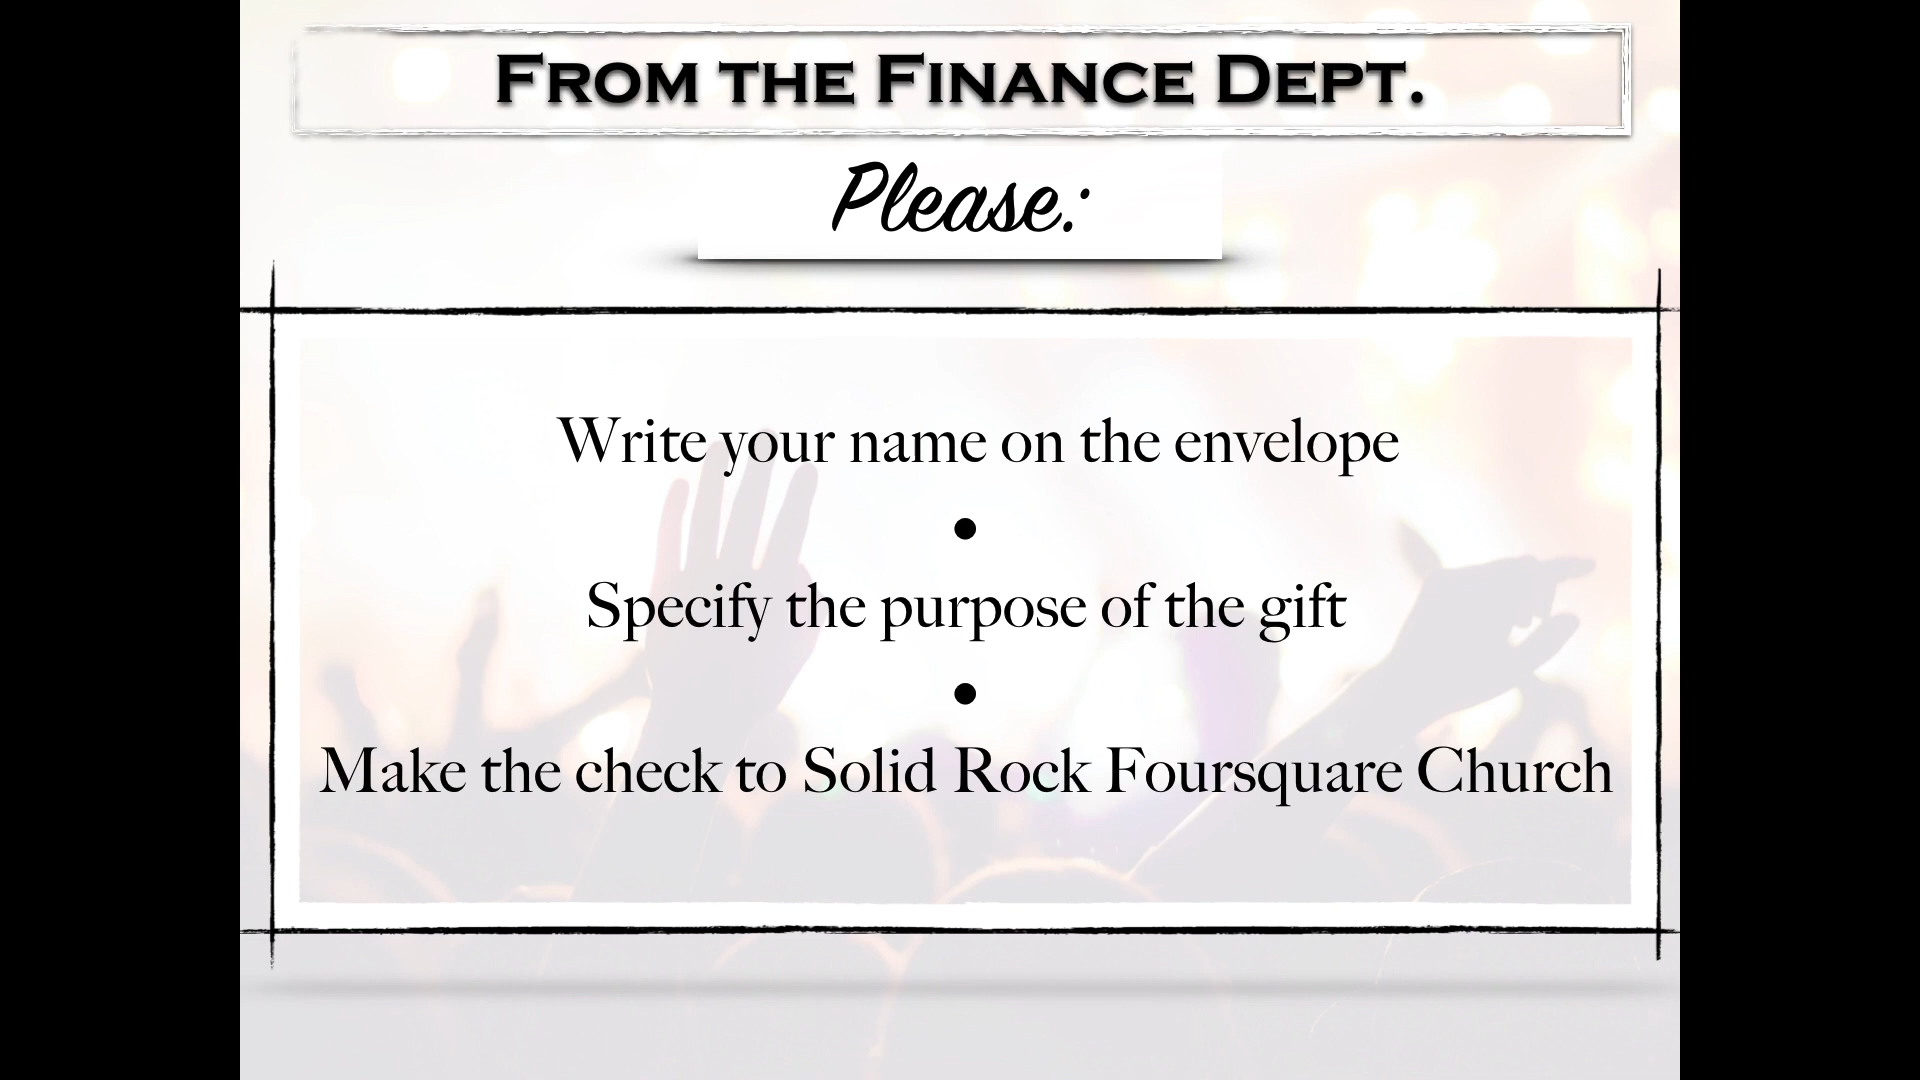 From the Finance Dept.
Please:
Write your name on the envelope
•
Specify the purpose of the gift
•
Make the check to Solid Rock Foursquare Church